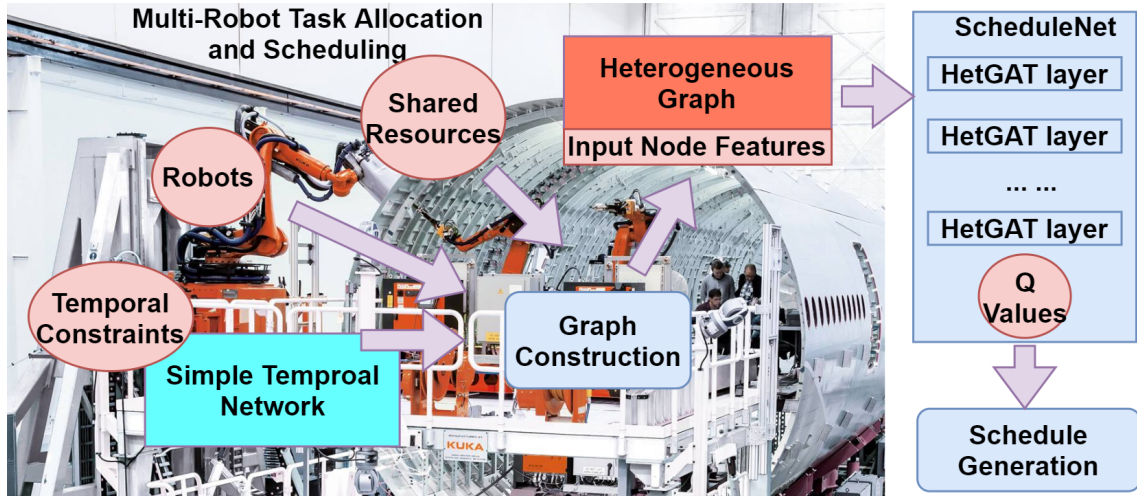 Multi-Robot Task Allocation
and Scheduling
Shared
Resources
Robots
Temporal
Constraints
Simple Temproal
Network
Heterogeneous
Graph
Input Node Features
Graph
Construction
KUKA
ScheduleNet
HetGAT layer
HetGAT layer
... ...
HetGAT layer
Q
Values
Schedule
Generation